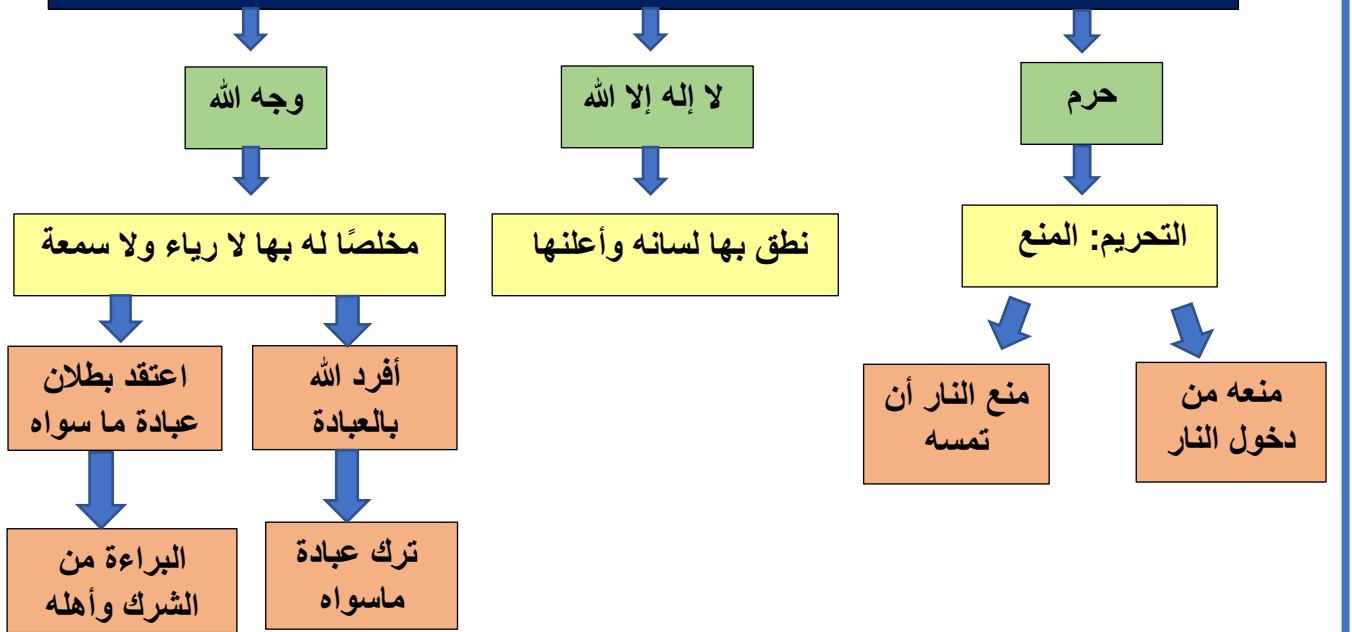 حرم
لا إله إلا الله
وجه الله
التحريم: المنع
نطق بها لسانه وأعلنها
مخلصًا له بها لا رياء ولا سمعة
منعه من
دخول النار
منع النار أن
تمسه
أفرد الله
بالعبادة
اعتقد بطلان
عبادة ما سواه
ترك عبادة
ماسواه
البراءة من
الشرك وأهله